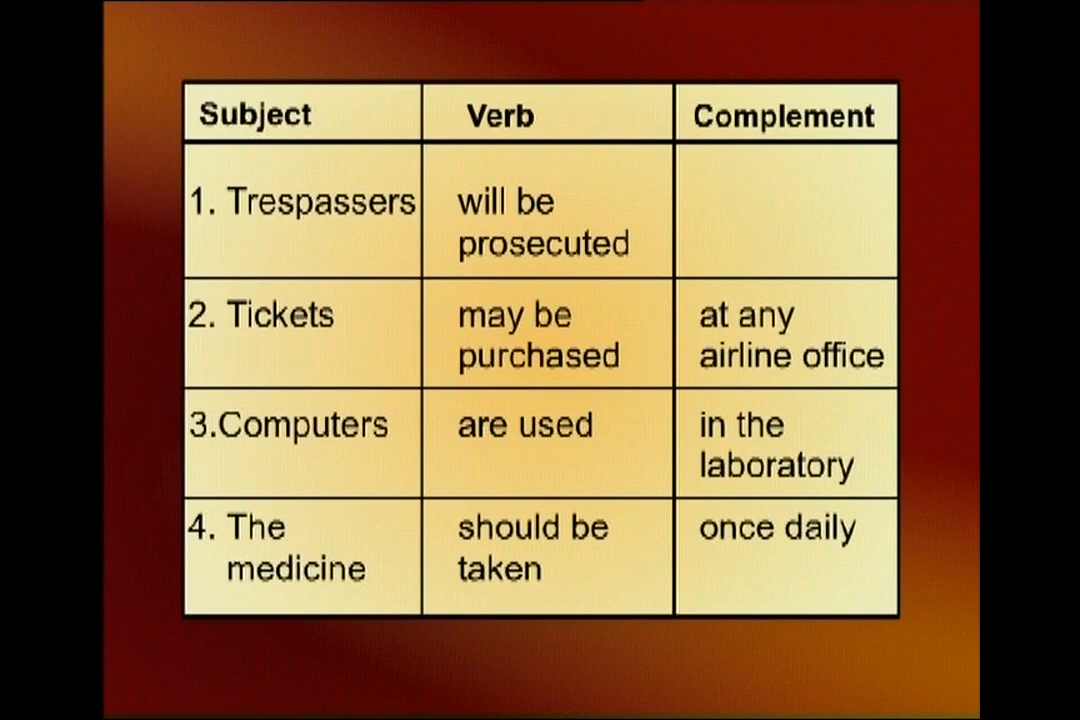 Subject Verb Complement
1. Trespassers will be
prosecuted
2. Tickets may be at any
purchased airline office
3.Computers are used in the
laboratory
4. The should be once daily
medicine taken